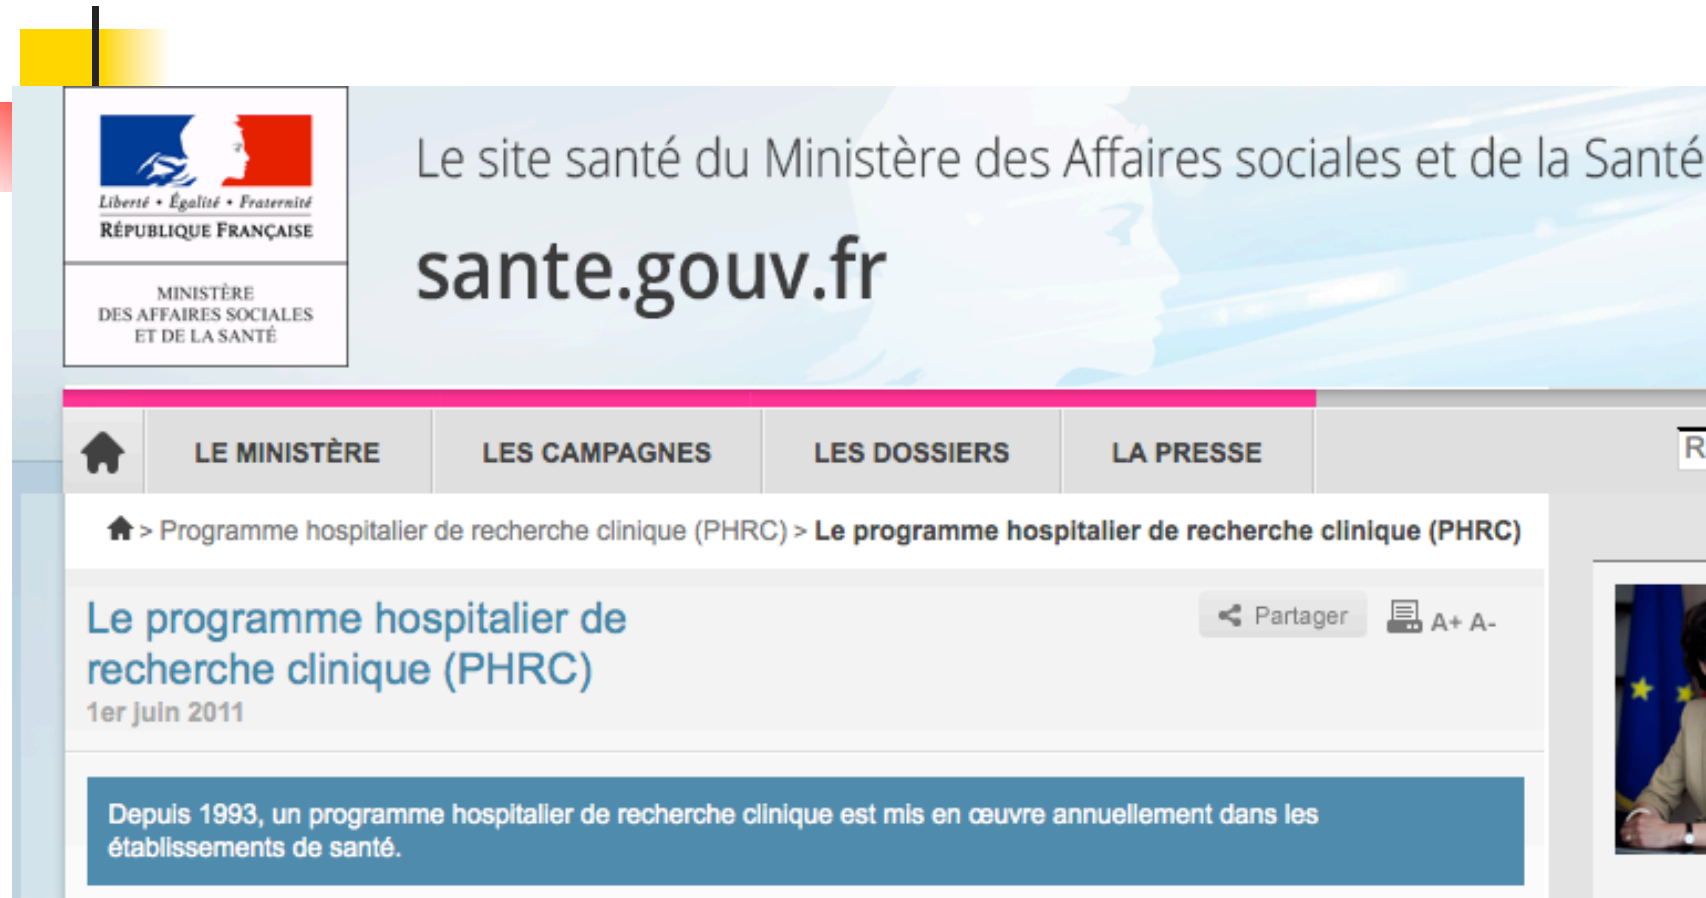 Liberté • Égalité • Fraternité
RÉPUBLIQUE FRANÇAISE
MINISTÈRE
DES AFFAIRES SOCIALES
ET DE LA SANTÉ
Le site santé du Ministère des Affaires sociales et de la Santé
sante.gouv.fr
LE MINISTÈRE LES CAMPAGNES LES DOSSIERS LA PRESSE
> Programme hospitalier de recherche clinique (PHRC) > Le programme hospitalier de recherche clinique (PHRC)
Le programme hospitalier de
recherche clinique (PHRC)
Partager A+ A-
1er juin 2011
Depuis 1993, un programme hospitalier de recherche clinique est mis en œuvre annuellement dans les
établissements de santé.